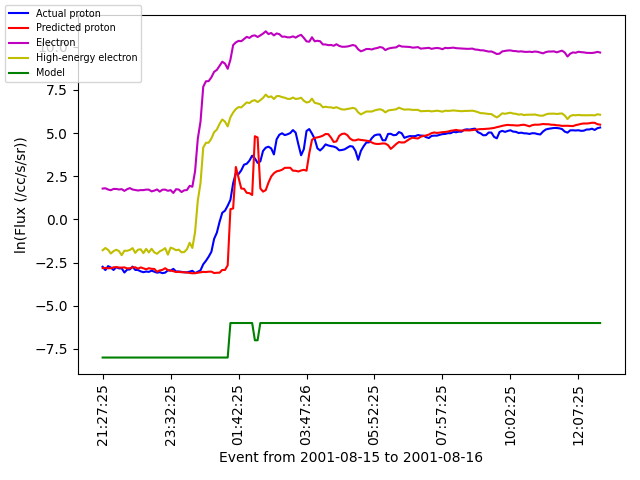 Actual proton
Predicted proton
Electron
High-energy electron
Model
10.0
7.5
5.0
2.5
0.0
−2.5
−5.0
−7.5
ln(Flux (/cc/s/sr))
21:27:25
23:32:25
01:42:25
03:47:26
05:52:25
07:57:25
10:02:25
12:07:25
Event from 2001-08-15 to 2001-08-16